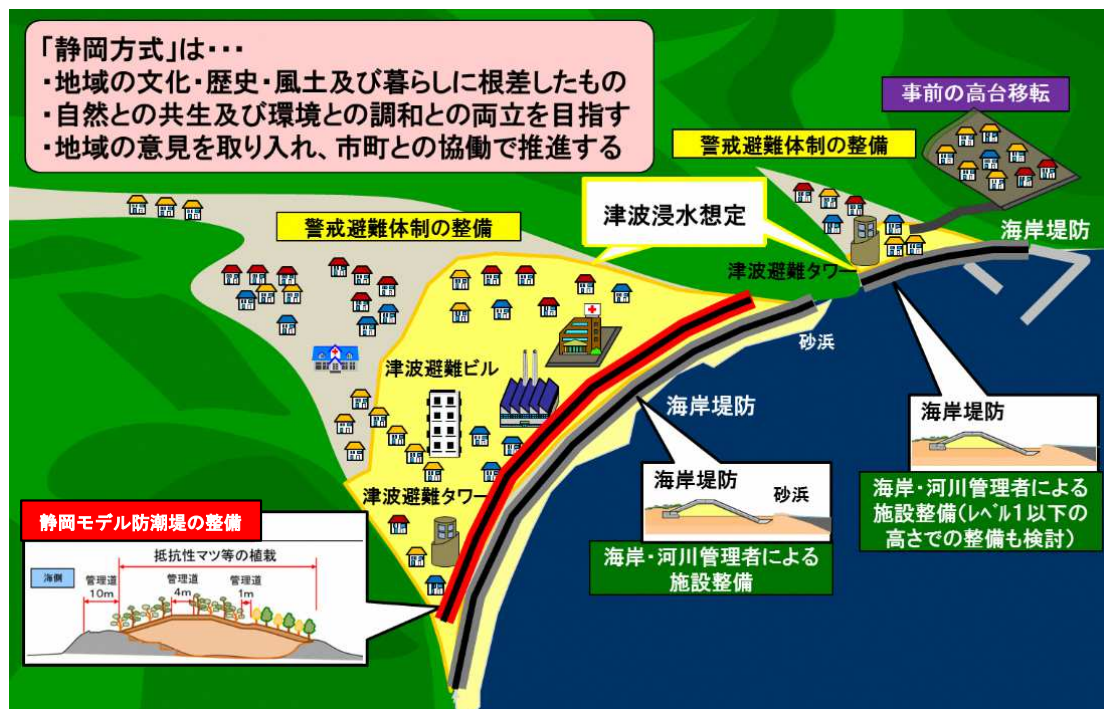 「静岡方式」は・・・
・地域の文化・歴史・風土及び暮らしに根差したもの
・自然との共生及び環境との調和との両立を目指す
・地域の意見を取り入れ、市町との協働で推進する
事前の高台移転
警戒避難体制の整備
津波浸水想定
海岸堤防
警戒避難体制の整備
津波避難タワー
砂浜
津波避難ビル
海岸堤防
海岸堤防
海岸・河川管理者による
施設整備(ﾚﾍﾞﾙ1以下の
高さでの整備も検討)
海岸堤防
砂浜
海岸・河川管理者による
施設整備
津波避難タワー
静岡モデル防潮堤の整備
抵抗性マツ等の植栽
海側
管理道
10m
管理道
4m
管理道
1m